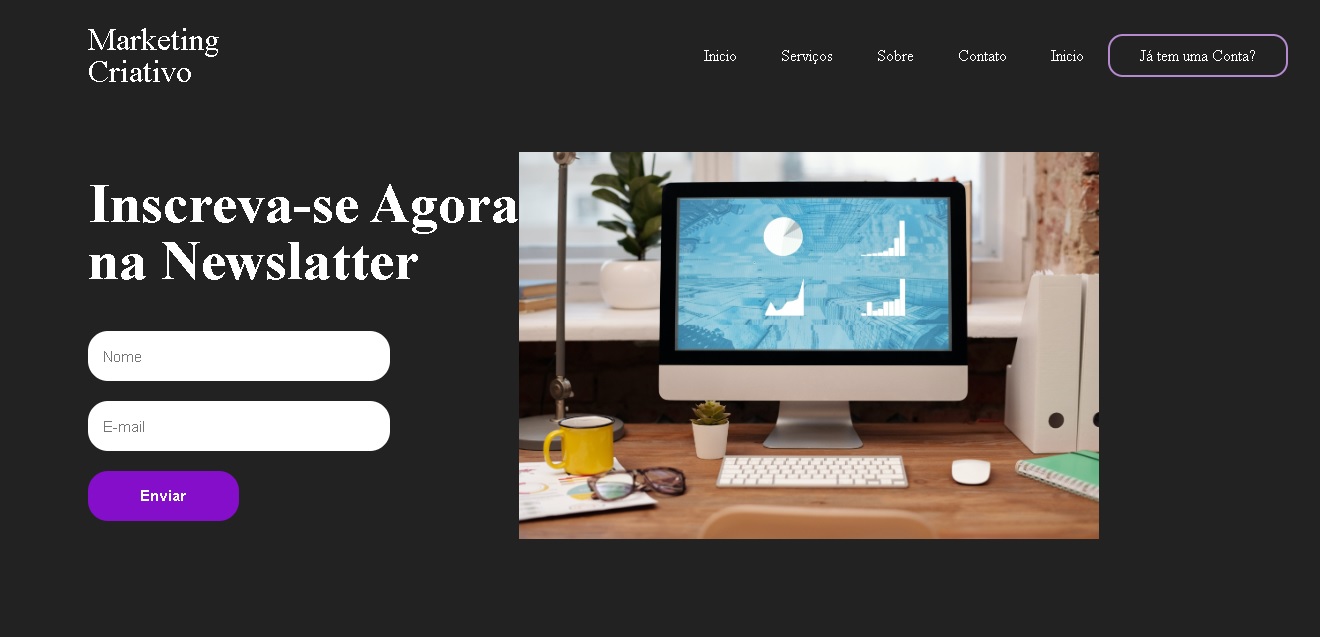 Marketing
Criativo
Inicio Serviços Sobre Contato Inicio Já tem uma Conta?
Inscreva-se Agora
na Newslatter
Nome
E-mail
Enviar